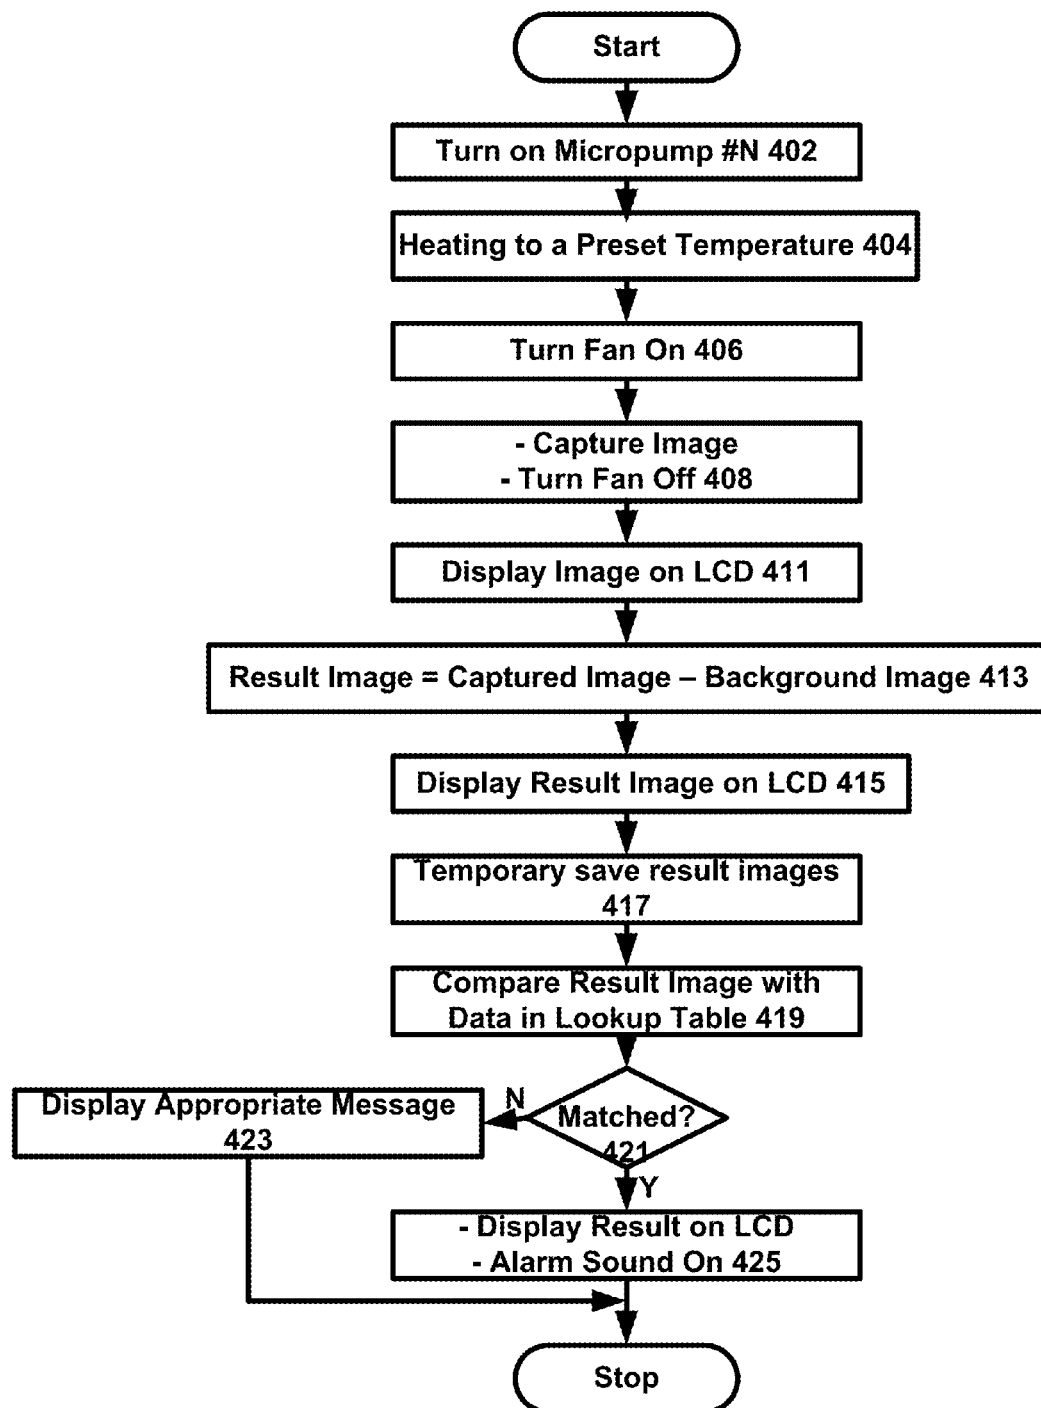 Start
Turn on Micropump #N 402
Heating to a Preset Temperature 404
Turn Fan On 406
- Capture Image
- Turn Fan Off 408
Display Image on LCD 411
Result Image = Captured Image – Background Image 413
Display Result Image on LCD 415
Temporary save result images
417
Compare Result Image with
Data in Lookup Table 419
Matched?
421
N
Display Appropriate Message
423
Y
- Display Result on LCD
- Alarm Sound On 425
Stop